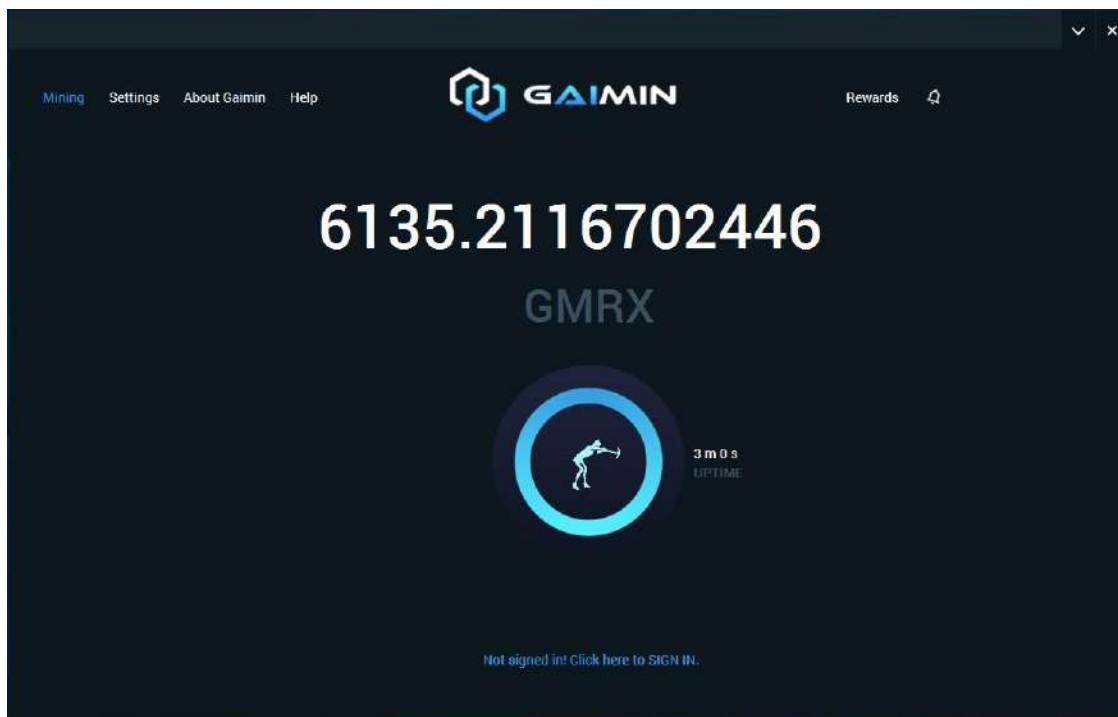 Mining Settings About Gaimin Help GAIMIN Rewards
6135.2116702446
GMRX
3 m 0 s
UPTIME
Not signed in! Click here to SIGN IN.